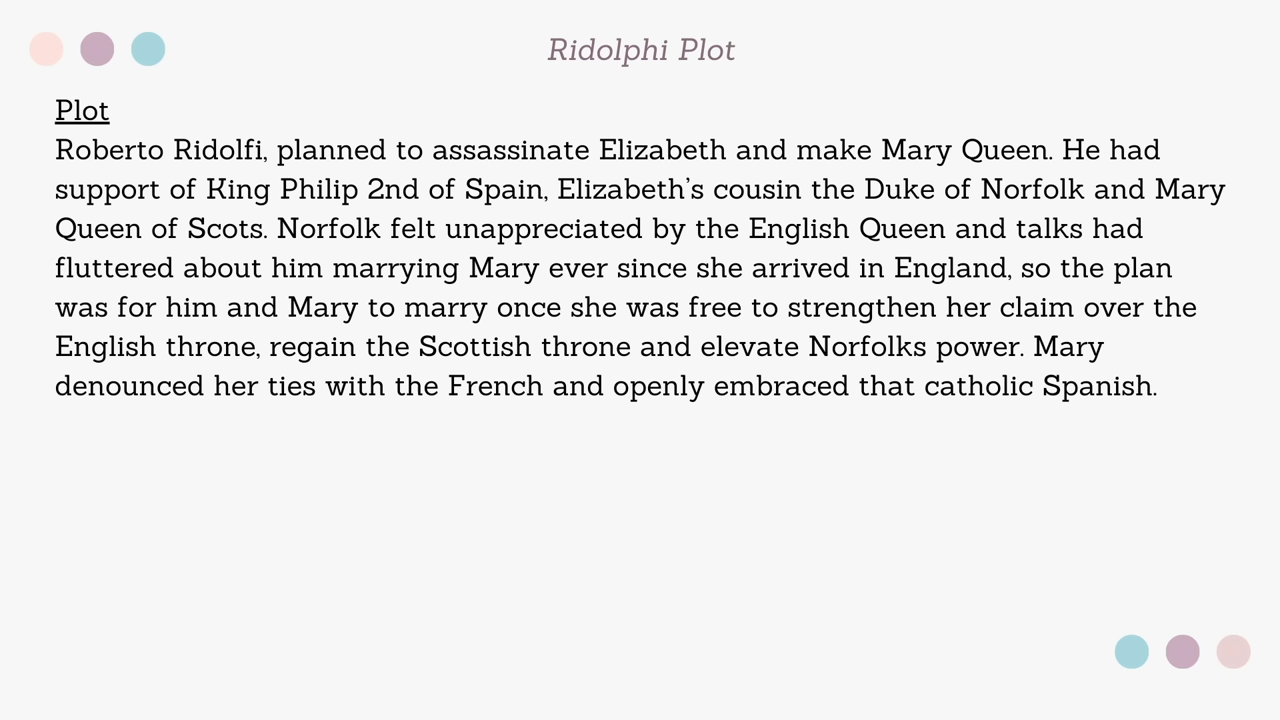 Ridolphi Plot
Plot
Roberto Ridolfi, planned to assassinate Elizabeth and make Mary Queen. He had
support of King Philip 2nd of Spain, Elizabeth’s cousin the Duke of Norfolk and Mary
Queen of Scots. Norfolk felt unappreciated by the English Queen and talks had
fluttered about him marrying Mary ever since she arrived in England, so the plan
was for him and Mary to marry once she was free to strengthen her claim over the
English throne, regain the Scottish throne and elevate Norfolks power. Mary
denounced her ties with the French and openly embraced that catholic Spanish.